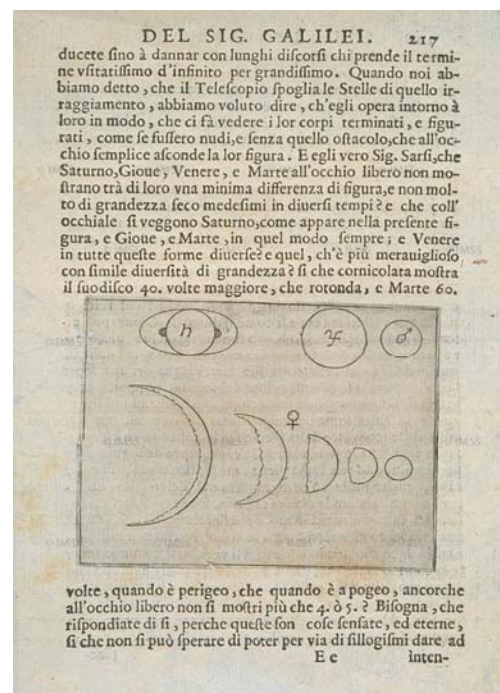 DEL SIG. GALILEI. 217
ducete ſino à dannar con lunghi diſcorſi chi prende il termi-
ne vſitatiſſimo d'infinito per grandiſſimo. Quando noi ab-
biamo detto, che il Teleſcopio ſpoglia le Stelle di quello ir-
raggiamento, abbiamo voluto dire, ch'egli opera intorno à
loro in modo, che ci fà vedere i lor corpi terminati, e figu-
rati, come ſe fuſſero nudi,e ſenza quello oſtacolo,che all'oc-
chio ſemplice aſconde la lor figura. E egli vero Sig. Sarſi,che
Saturno,Gioue, Venere, e Marte all'occhio libero non mo-
ſtrano trà di loro vna minima differenza di figura,e non mol-
to di grandezza ſeco medeſimi in diuerſi tempi? e che coll'
occhiale ſi veggono Saturno,come appare nella preſente fi-
gura, e Gioue, e Marte, in quel modo ſempre; e Venere
in tutte queſte forme diuerſe? e quel, ch'è più merauiglioſo
con ſimile diuerſità di grandezza? ſi che cornicolata moſtra
il ſuo diſco 40. volte maggiore, che rotonda, e Marte 60.
♄ ♃ ♂
♀
volte, quando è perigeo, che quando è apogeo, ancorche
all'occhio libero non ſi moſtri più che 4. ò 5.? Biſogna, che
riſpondiate di ſi, perche queſte ſon coſe ſenſate, ed eterne,
ſi che non ſi può ſperare di poter per via di ſillogiſmi dare ad
E e inten-